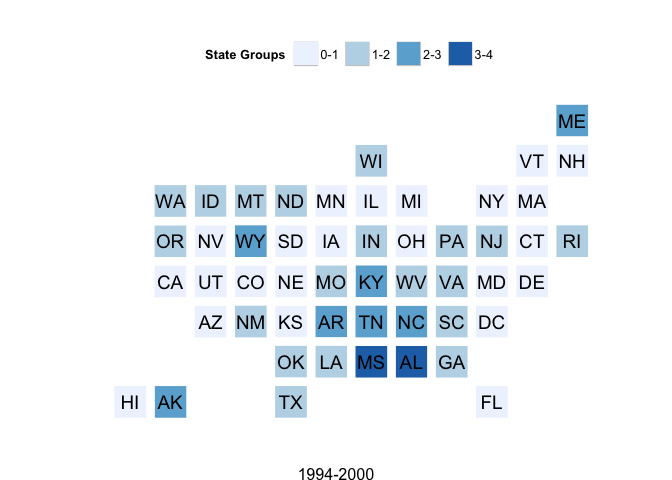 State Groups 0-1 1-2 2-3 3-4
ME
WI VT NH
WA ID MT ND MN IL MI NY MA
OR NV WY SD IA IN OH PA NJ CT RI
CA UT CO NE MO KY WV VA MD DE
AZ NM KS AR TN NC SC DC
OK LA MS AL GA
HI AK TX FL
1994-2000